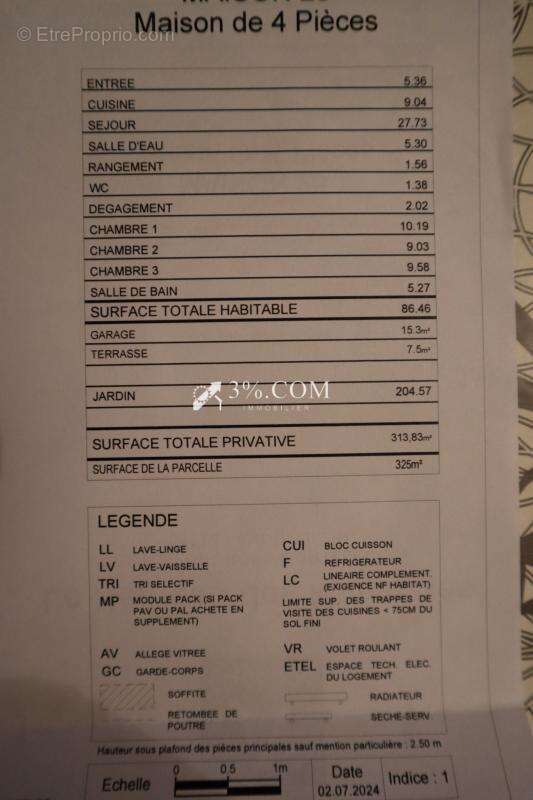 © EtreProprio.com
Maison de 4 Pièces
ENTREE 5.36
CUISINE 9.04
SEJOUR 27.73
SALLE D'EAU 5.30
RANGEMENT 1.56
WC 1.38
DEGAGEMENT 2.02
CHAMBRE 1 10.19
CHAMBRE 2 9.03
CHAMBRE 3 9.58
SALLE DE BAIN 5.27
SURFACE TOTALE HABITABLE 86.46
GARAGE 15.3m²
TERRASSE 7.5m²
JARDIN 204.57
3%.COM
IMMOBILIER
SURFACE TOTALE PRIVATIVE 313,83m²
SURFACE DE LA PARCELLE 325m²
LEGENDE
LL LAVE-LINGE
LV LAVE-VAISSELLE
TRI TRI SELECTIF
MP MODULE PACK (SI PACK
PAV OU PAL ACHETE EN
SUPPLEMENT)
AV ALLEGE VITREE
GC GARDE-CORPS
SOFFITE
RETOMBEE DE
POUTRE
CUI BLOC CUISSON
F REFRIGERATEUR
LC LINEAIRE COMPLEMENT.
(EXIGENCE NF HABITAT)
LIMITE SUP. DES TRAPPES DE
VISITE DES CUISINES < 75CM DU
SOL FINI
VR VOLET ROULANT
ETEL ESPACE TECH. ELEC.
DU LOGEMENT
RADIATEUR
SECHE-SERV.
Hauteur sous plafond des pièces principales sauf mention particulière : 2.50 m
Echelle 0 0.5 1m
Date
02.07.2024
Indice : 1